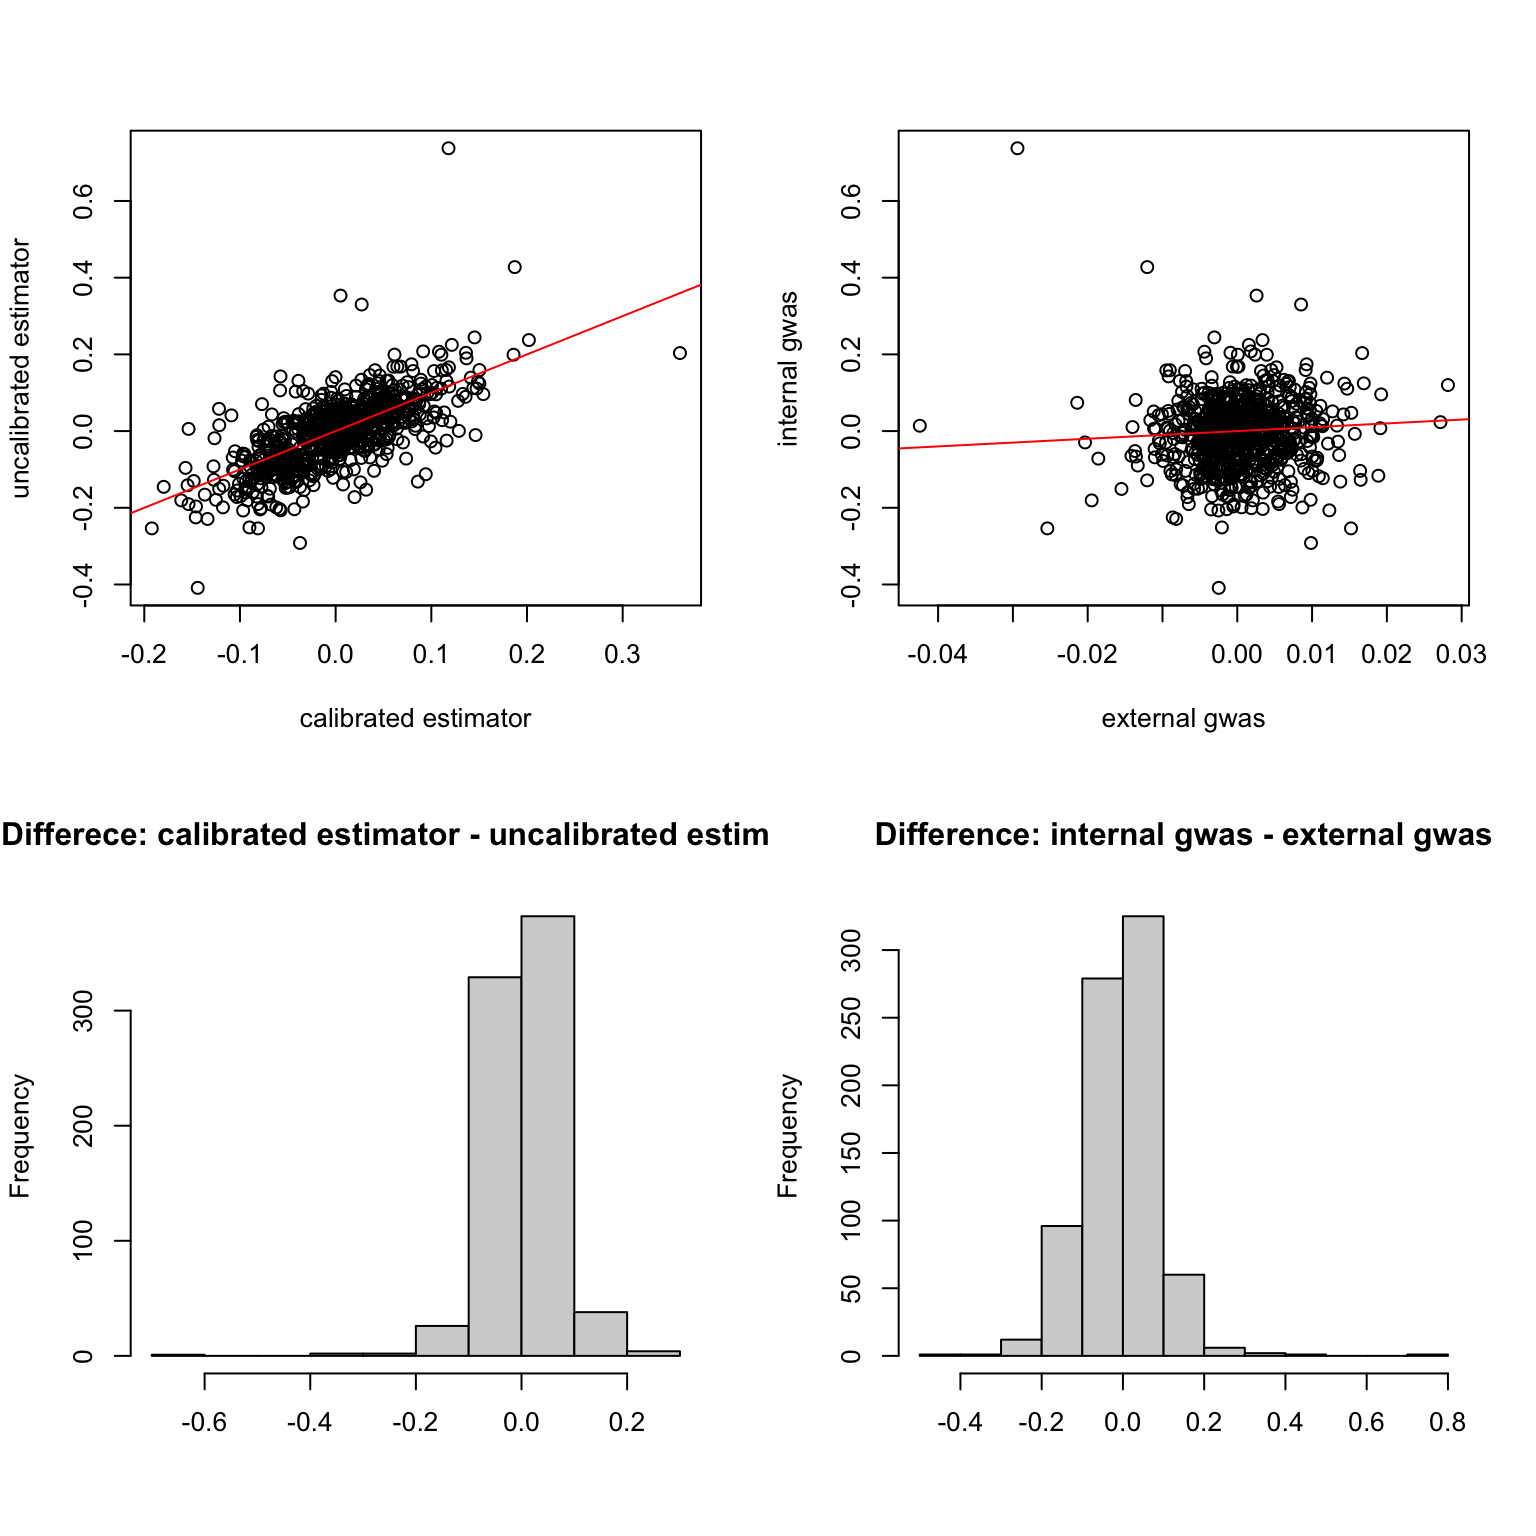 uncalibrated estimator
-0.4 -0.2 0.0 0.2 0.4 0.6
-0.2 -0.1 0.0 0.1 0.2 0.3
calibrated estimator
internal gwas
-0.4 -0.2 0.0 0.2 0.4 0.6
-0.04 -0.02 0.00 0.01 0.02 0.03
external gwas
Differece: calibrated estimator - uncalibrated estim
Frequency
0 100 200 300
-0.6 -0.4 -0.2 0.0 0.2
Difference: internal gwas - external gwas
Frequency
0 50 100 150 200 250 300
-0.4 -0.2 0.0 0.2 0.4 0.6 0.8